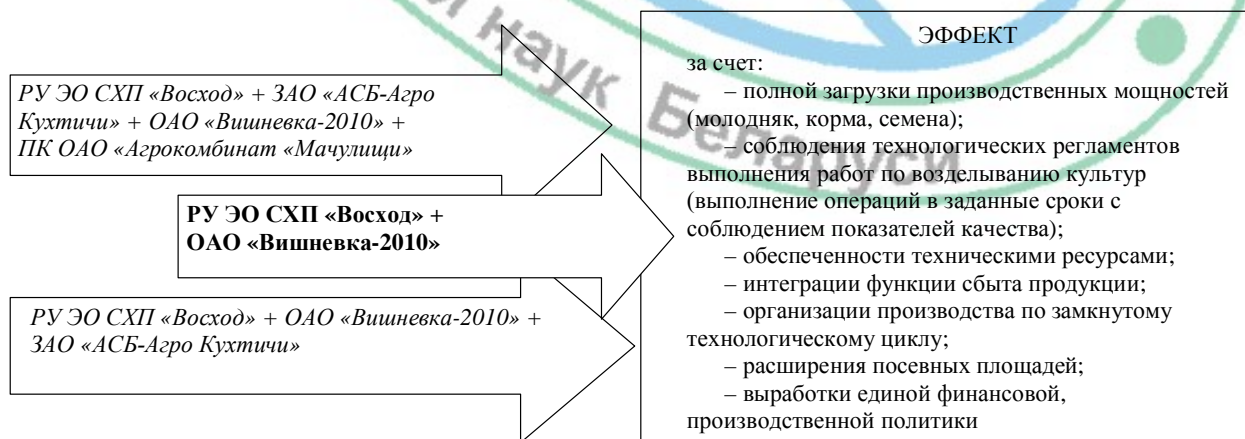 РУ ЭО СХП «Восход» + ЗАО «АСБ-Агро
Кухтичи» + ОАО «Вишневка-2010» +
ПК ОАО «Агрокомбинат «Мачулищи»
РУ ЭО СХП «Восход» +
ОАО «Вишневка-2010»
РУ ЭО СХП «Восход» + ОАО «Вишневка-2010» +
ЗАО «АСБ-Агро Кухтичи»
ЭФФЕКТ
за счет:
– полной загрузки производственных мощностей
(молодняк, корма, семена);
– соблюдения технологических регламентов
выполнения работ по возделыванию культур
(выполнение операций в заданные сроки с
соблюдением показателей качества);
– обеспеченности техническими ресурсами;
– интеграции функции сбыта продукции;
– организации производства по замкнутому
технологическому циклу;
– расширения посевных площадей;
– выработки единой финансовой,
производственной политики
наук Беларуси